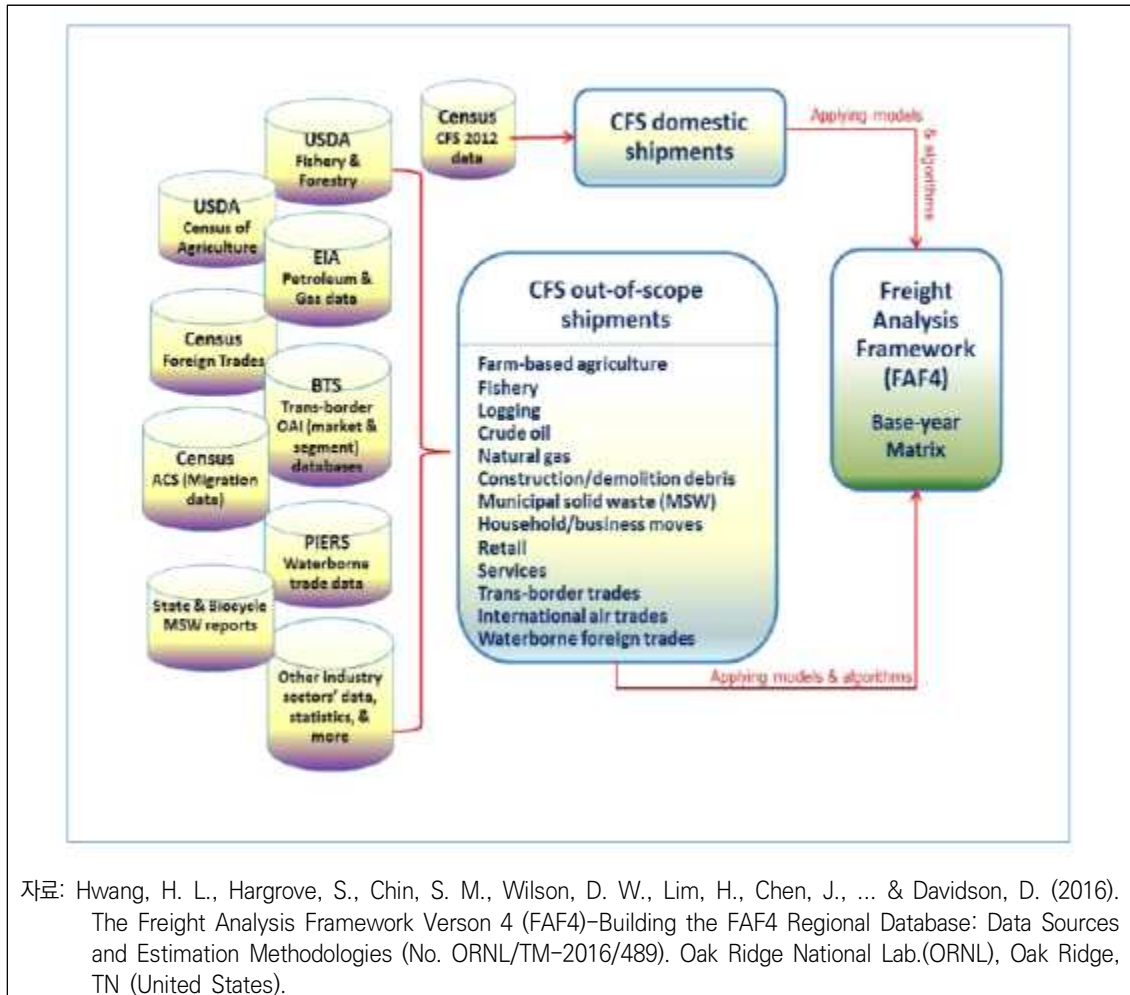 USDA
Fishery &
Forestry
USDA
Census of
Agriculture
EIA
Petroleum &
Gas data
Census
Foreign Trades
BTS
Trans-border
OAI (market &
segment)
databases
Census
ACS (Migration
data)
PIERS
Waterborne
trade data
State & Biocycle
MSW reports
Other industry
sectors' data,
statistics, &
more
Census
CFS 2012
data
CFS domestic
shipments
Applying models
& algorithms
CFS out-of-scope
shipments
Farm-based agriculture
Fishery
Logging
Crude oil
Natural gas
Construction/demolition debris
Municipal solid waste (MSW)
Household/business moves
Retail
Services
Trans-border trades
International air trades
Waterborne foreign trades
Applying models & algorithms
Freight
Analysis
Framework
(FAF4)
Base-year
Matrix
자료: Hwang, H. L., Hargrove, S., Chin, S. M., Wilson, D. W., Lim, H., Chen, J., ... & Davidson, D. (2016).
The Freight Analysis Framework Verson 4 (FAF4)-Building the FAF4 Regional Database: Data Sources
and Estimation Methodologies (No. ORNL/TM-2016/489). Oak Ridge National Lab.(ORNL), Oak Ridge,
TN (United States).